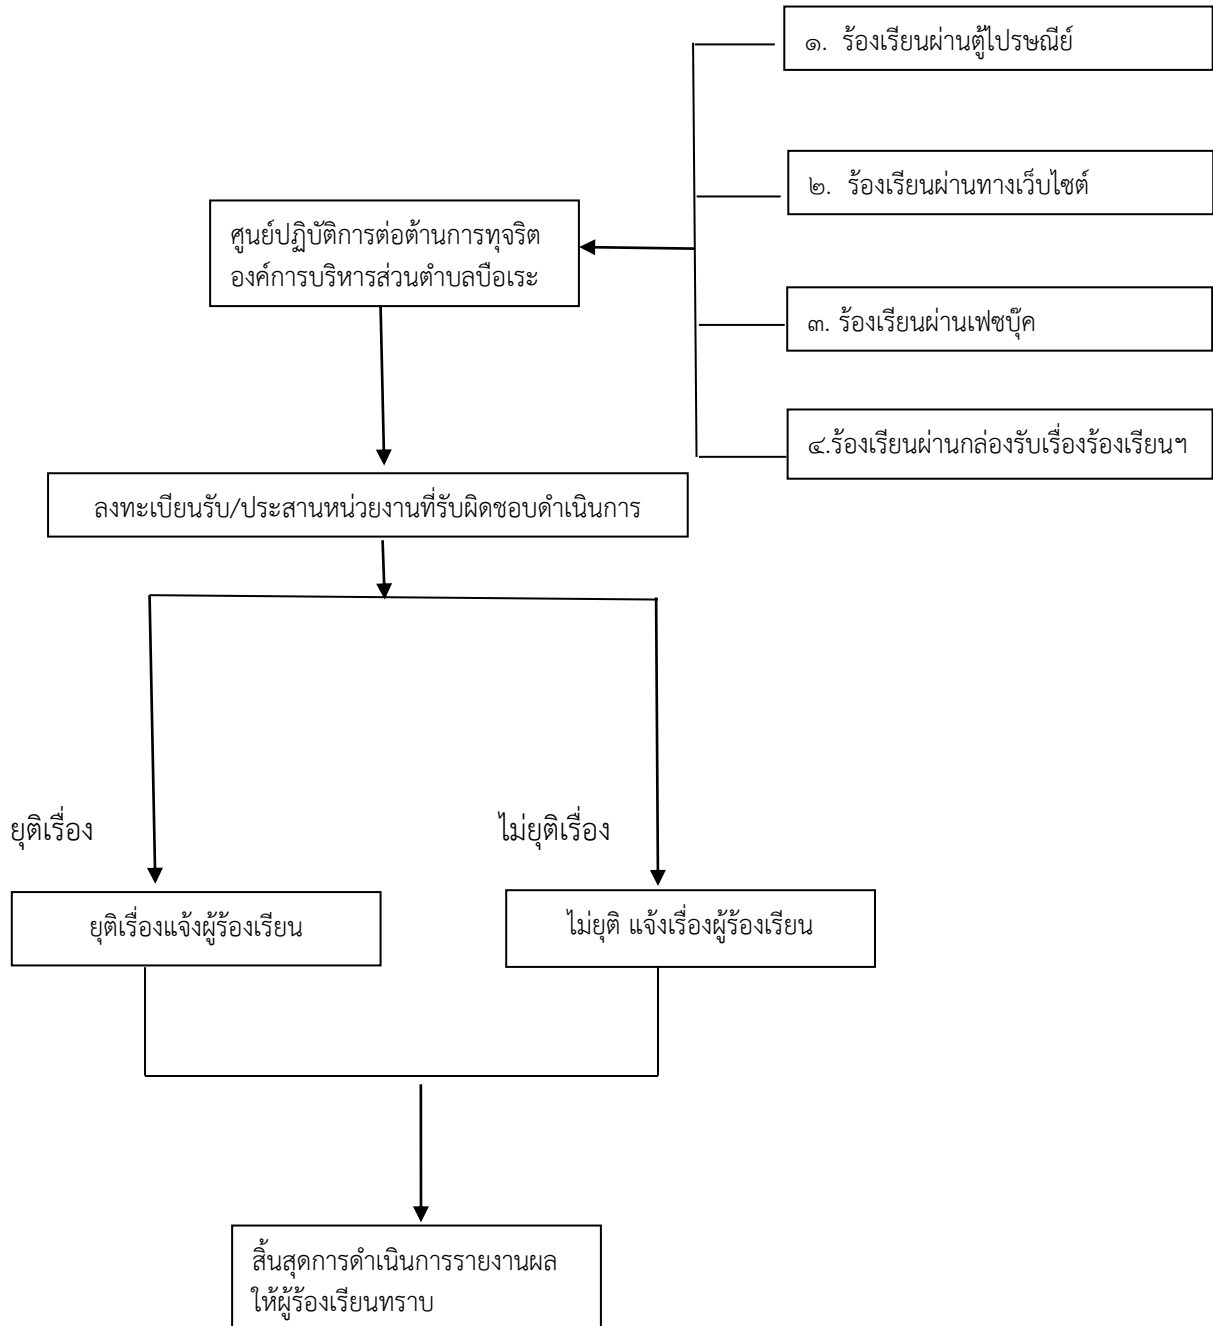 ๑. ร้องเรียนผ่านตู้ไปรษณีย์
๒. ร้องเรียนผ่านทางเว็บไซต์
ศูนย์ปฏิบัติการต่อต้านการทุจริต
องค์การบริหารส่วนตำบลบือเระ
๓. ร้องเรียนผ่านเฟซบุ๊ค
๔.ร้องเรียนผ่านกล่องรับเรื่องร้องเรียนฯ
ลงทะเบียนรับ/ประสานหน่วยงานที่รับผิดชอบดำเนินการ
ยุติเรื่อง
ไม่ยุติเรื่อง
ยุติเรื่องแจ้งผู้ร้องเรียน
ไม่ยุติ แจ้งเรื่องผู้ร้องเรียน
สิ้นสุดการดำเนินการรายงานผล
ให้ผู้ร้องเรียนทราบ